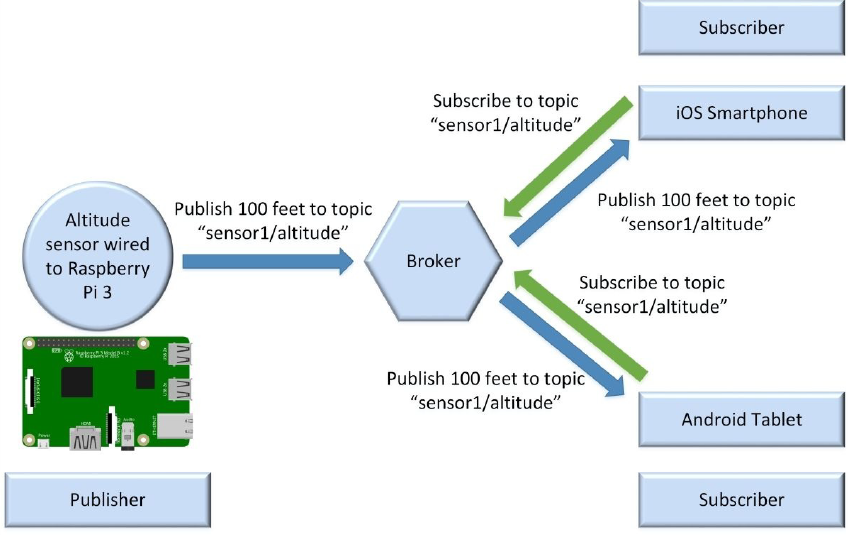 Subscriber
Subscribe to topic
“sensor1/altitude”
iOS Smartphone
Publish 100 feet to topic
“sensor1/altitude”
Altitude
sensor wired
to Raspberry
Pi 3
Publish 100 feet to topic
“sensor1/altitude”
Broker
Subscribe to topic
“sensor1/altitude”
Publish 100 feet to topic
“sensor1/altitude”
Android Tablet
HDMI
Power
Publisher
Subscriber